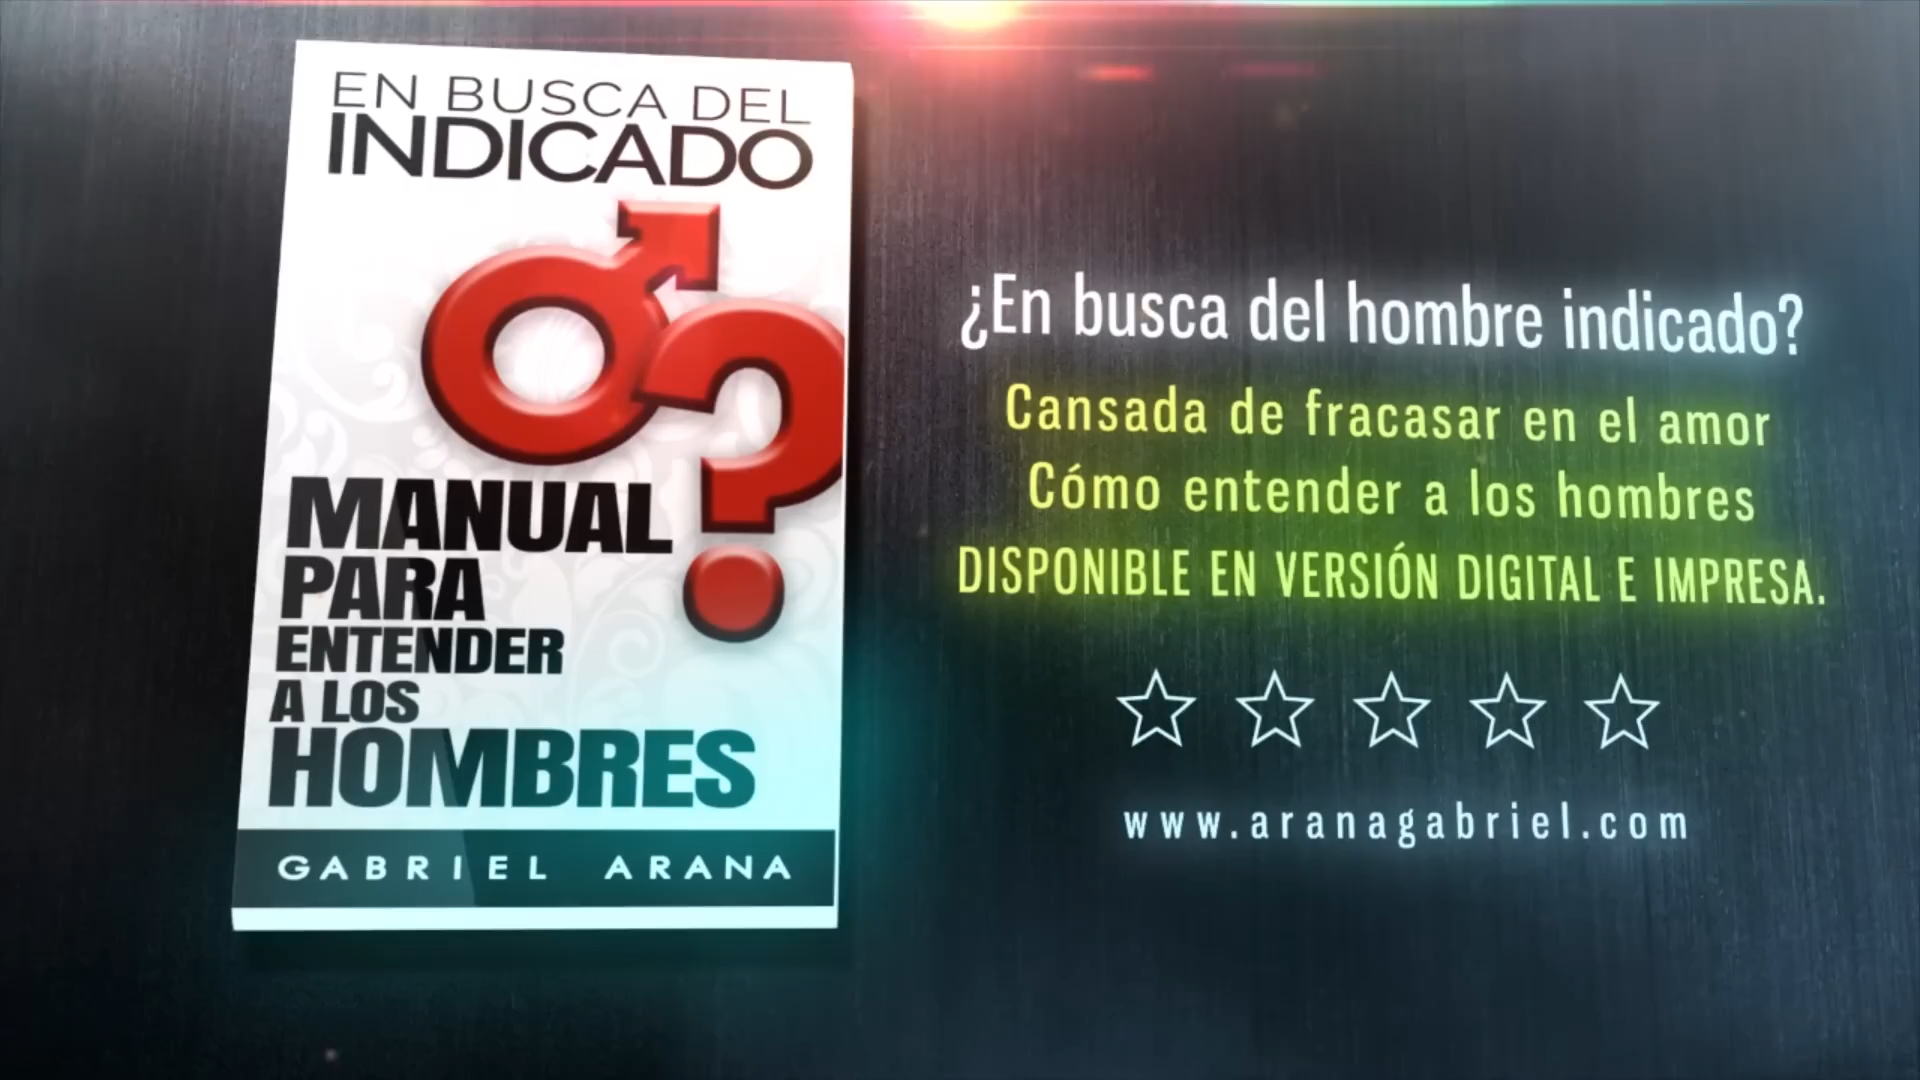 EN BUSCA DEL
INDICADO
MANUAL
PARA
ENTENDER
A LOS
HOMBRES
GABRIEL ARANA
¿En busca del hombre indicado?
Cansada de fracasar en el amor
Cómo entender a los hombres
DISPONIBLE EN VERSIÓN DIGITAL E IMPRESA.
www.aranagabriel.com